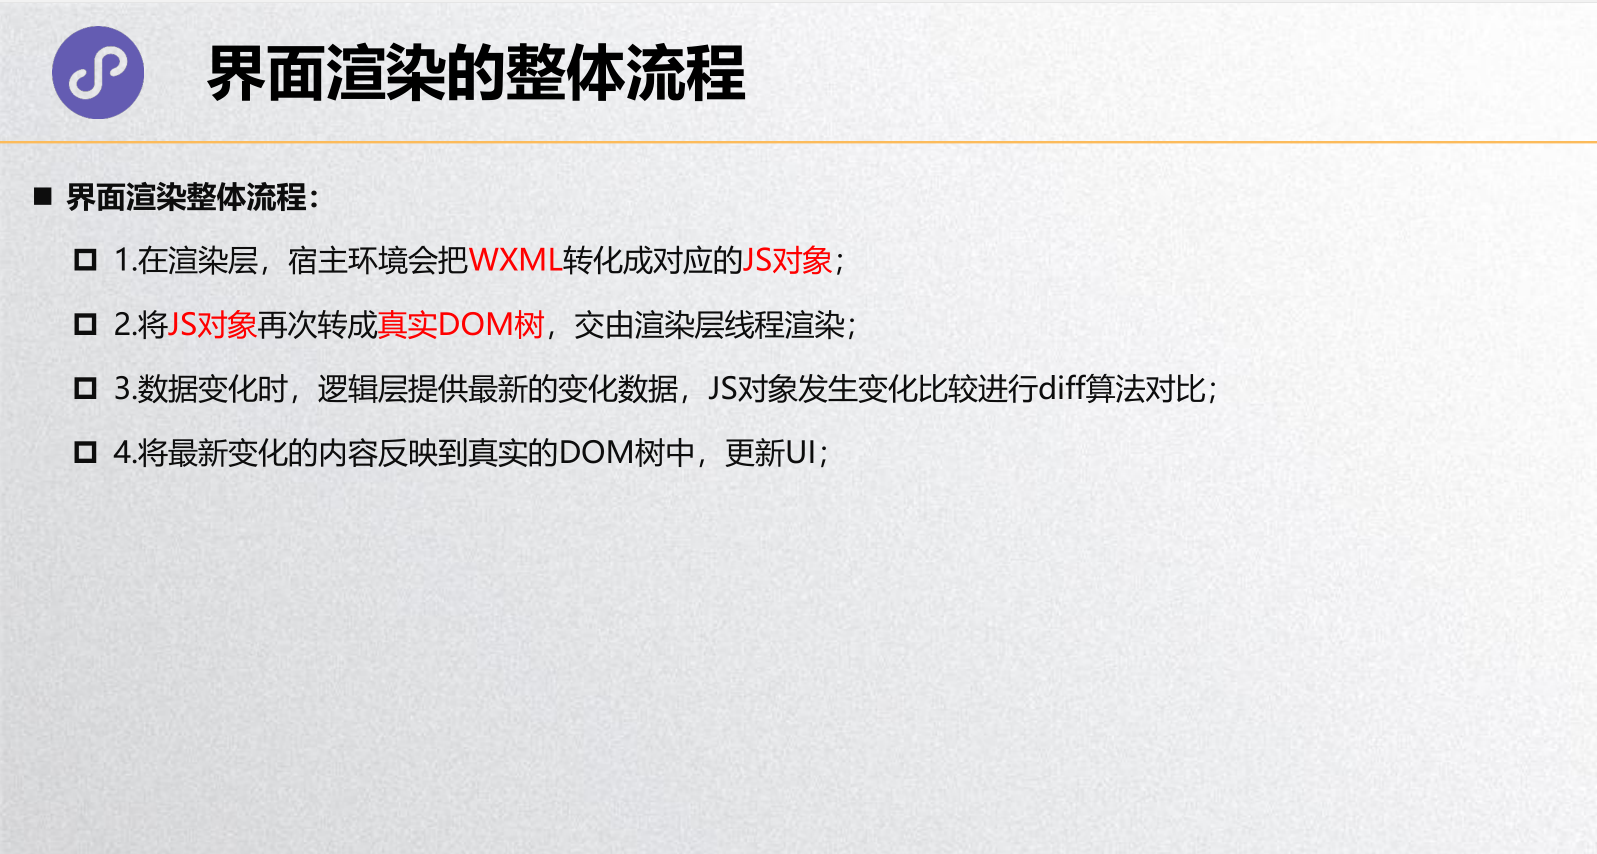 界面渲染的整体流程
界面渲染整体流程：
1.在渲染层，宿主环境会把WXML转化成对应的JS对象；
2.将JS对象再次转成真实DOM树，交由渲染层线程渲染；
3.数据变化时，逻辑层提供最新的变化数据，JS对象发生变化比较进行diff算法对比；
4.将最新变化的内容反映到真实的DOM树中，更新UI；